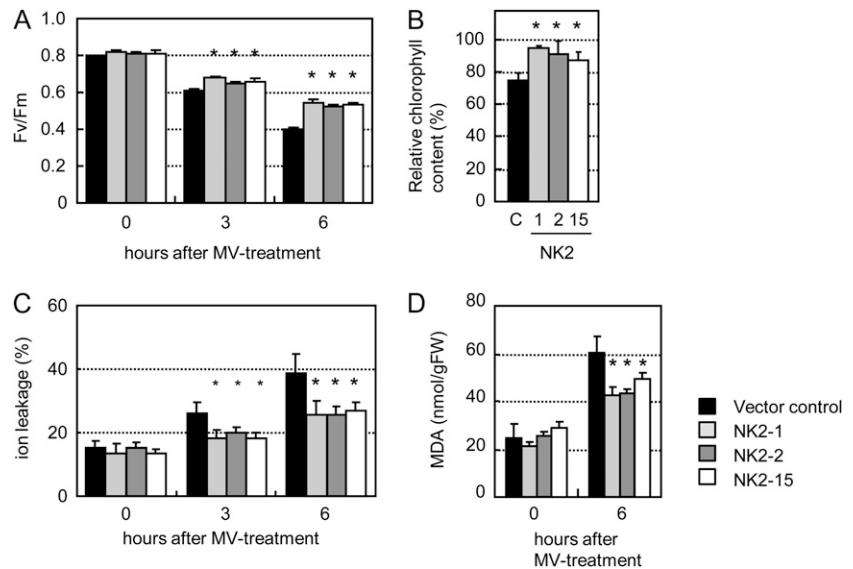 A
1.0
0.8
0.6
0.4
0.2
0
Fv/Fm
* * *
* * *
0 3 6
hours after MV-treatment
B
* * *
100
80
60
40
20
0
Relative chlorophyll
content (%)
C 1 2 15
NK2
C
60
40
20
0
ion leakage (%)
* * *
* * *
0 3 6
hours after MV-treatment
D
80
60
40
20
0
MDA (nmol/gFW)
* * *
0 6
hours after
MV-treatment
Vector control
NK2-1
NK2-2
NK2-15